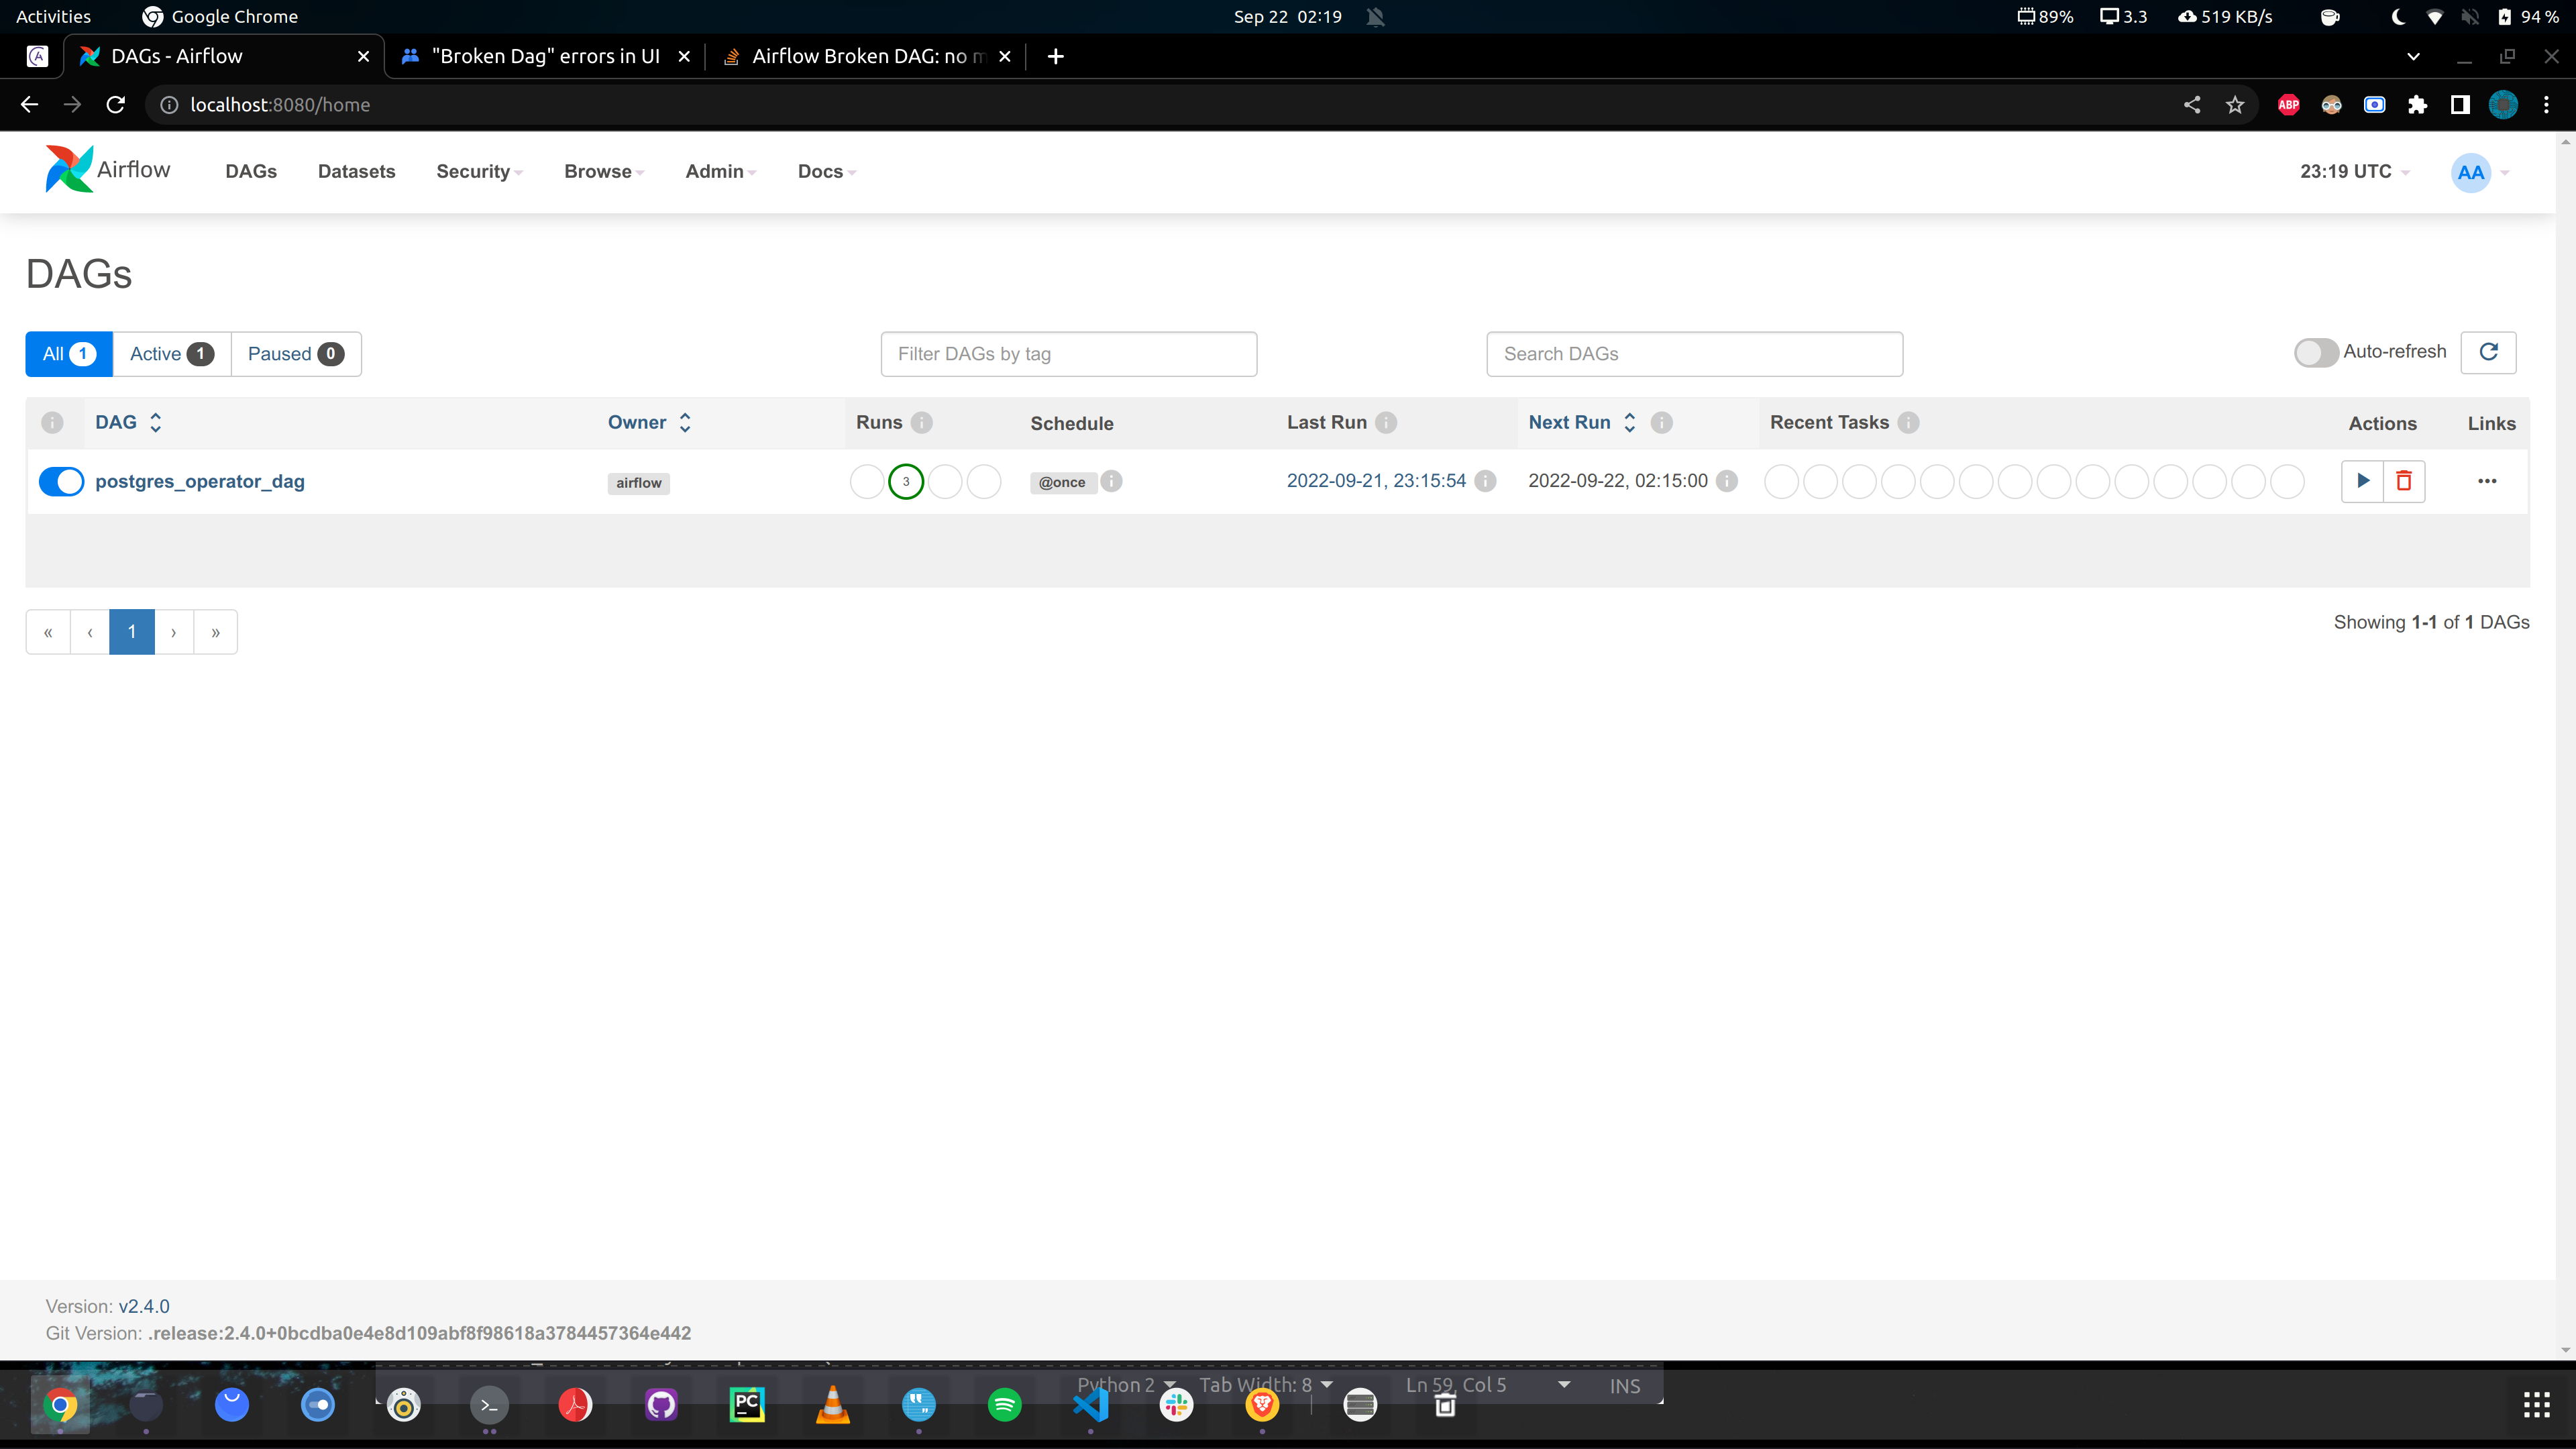 Activities Google Chrome Sep 22 02:19 89% 3.3 519 KB/s 94 %
DAGs - Airflow "Broken Dag" errors in UI Airflow Broken DAG: no m
localhost:8080/home ABP
Airflow DAGs Datasets Security Browse Admin Docs 23:19 UTC AA
DAGs
All 1 Active 1 Paused 0 Filter DAGs by tag Search DAGs Auto-refresh
DAG Owner Runs Schedule Last Run Next Run Recent Tasks Actions Links
postgres_operator_dag airflow 3 @once 2022-09-21, 23:15:54 2022-09-22, 02:15:00
« ‹ 1 › » Showing 1-1 of 1 DAGs
Version: v2.4.0
Git Version: .release:2.4.0+0bcdba0e4e8d109abf8f98618a3784457364e442
Python 2 Tab Width: 8 Ln 59, Col 5 INS
PC